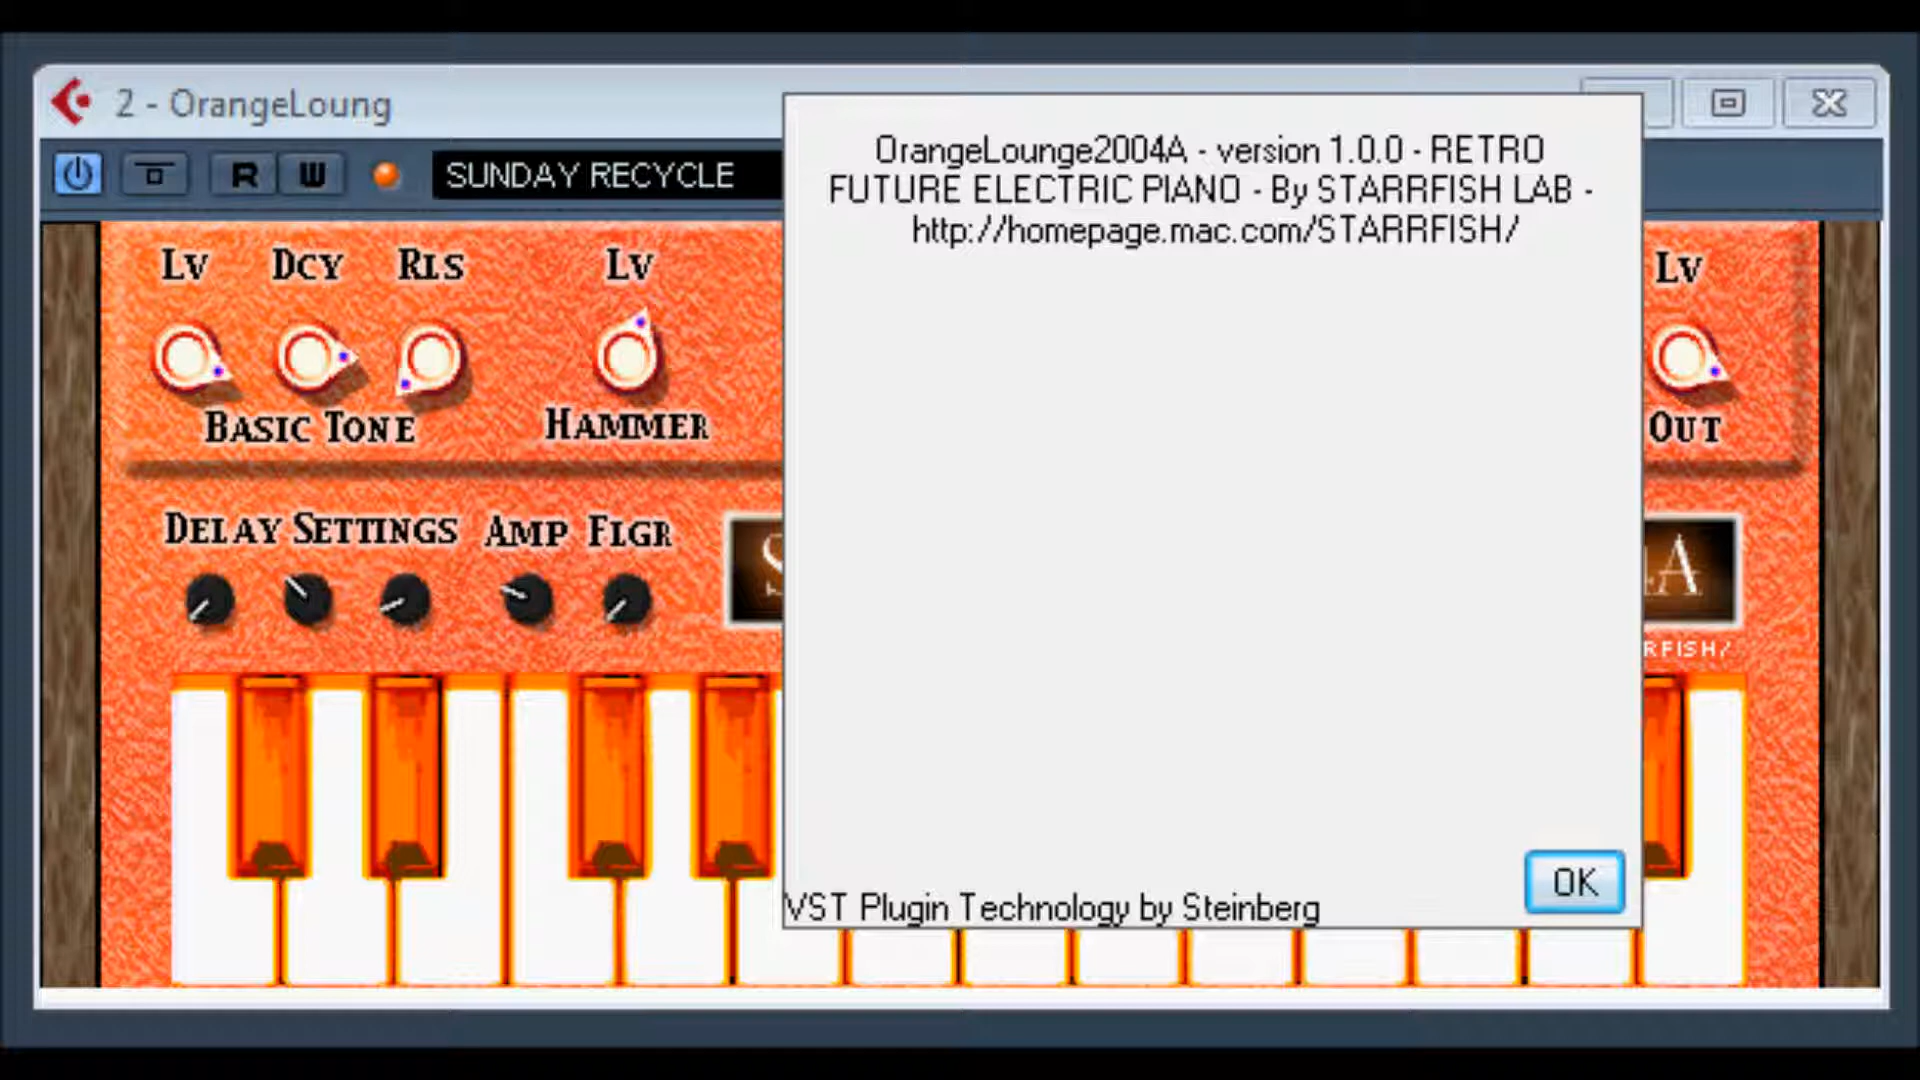 2 - OrangeLoung
R W SUNDAY RECYCLE
OrangeLounge2004A - version 1.0.0 - RETRO
FUTURE ELECTRIC PIANO - By STARRFISH LAB -
http://homepage.mac.com/STARRFISH/
LV DCY RLS LV LV
BASIC TONE HAMMER OUT
DELAY SETTINGS AMP FLGR
A
RFISH/
OK
VST Plugin Technology by Steinberg